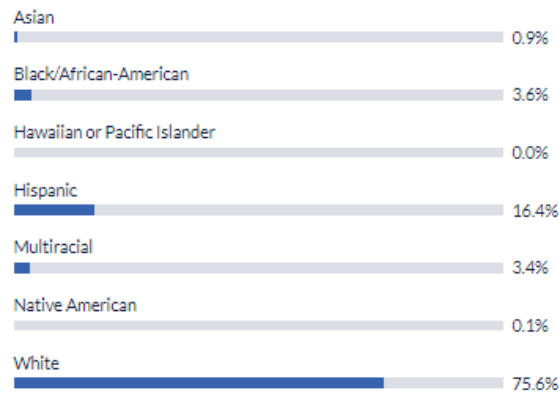 Asian
0.9%
Black/African-American
3.6%
Hawaiian or Pacific Islander
0.0%
Hispanic
16.4%
Multiracial
3.4%
Native American
0.1%
White
75.6%